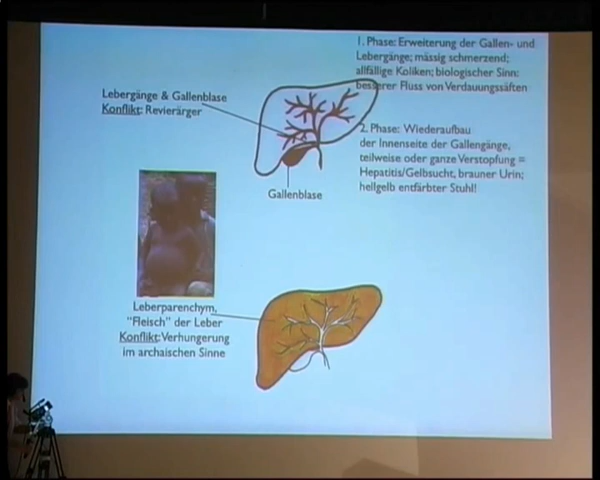 1. Phase: Erweiterung der Gallen- und
Lebergänge; mässig schmerzend;
allfällige Koliken; biologischer Sinn:
besserer Fluss von Verdauungssäften
Lebergänge & Gallenblase
Konflikt: Revierärger
2. Phase: Wiederaufbau
der Innenseite der Gallengänge,
teilweise oder ganze Verstopfung =
Hepatitis/Gelbsucht, brauner Urin;
hellgelb entfärbter Stuhl!
Gallenblase
Leberparenchym,
"Fleisch" der Leber
Konflikt: Verhungerung
im archaischen Sinne